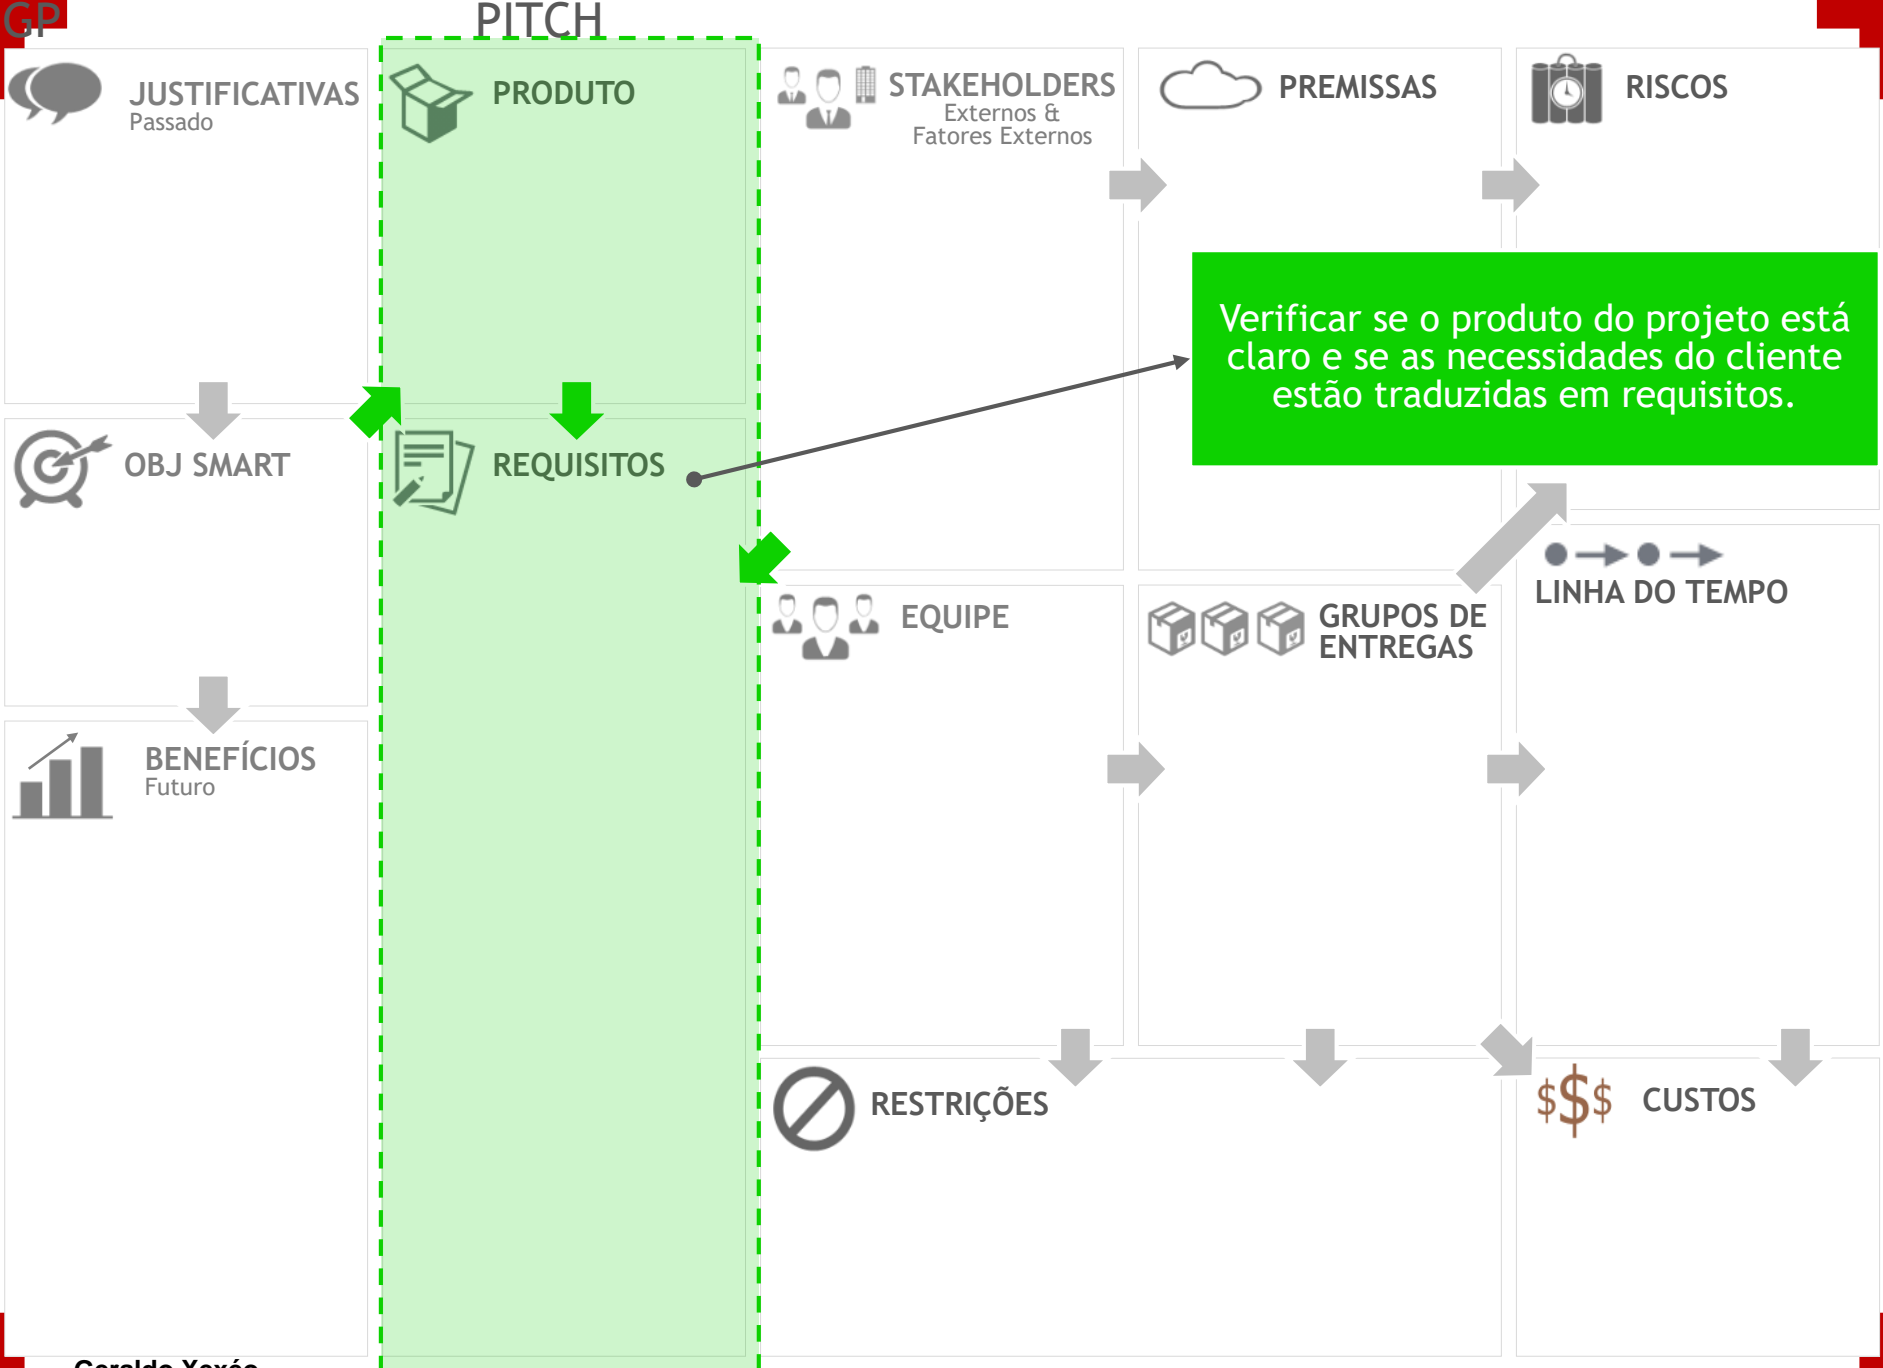 GP
PITCH
JUSTIFICATIVAS
Passado
PRODUTO
STAKEHOLDERS
Externos &
Fatores Externos
PREMISSAS
RISCOS
Verificar se o produto do projeto está
claro e se as necessidades do cliente
estão traduzidas em requisitos.
OBJ SMART
REQUISITOS
LINHA DO TEMPO
EQUIPE
GRUPOS DE
ENTREGAS
BENEFÍCIOS
Futuro
RESTRIÇÕES
$$$
CUSTOS
Geraldo Xexéo